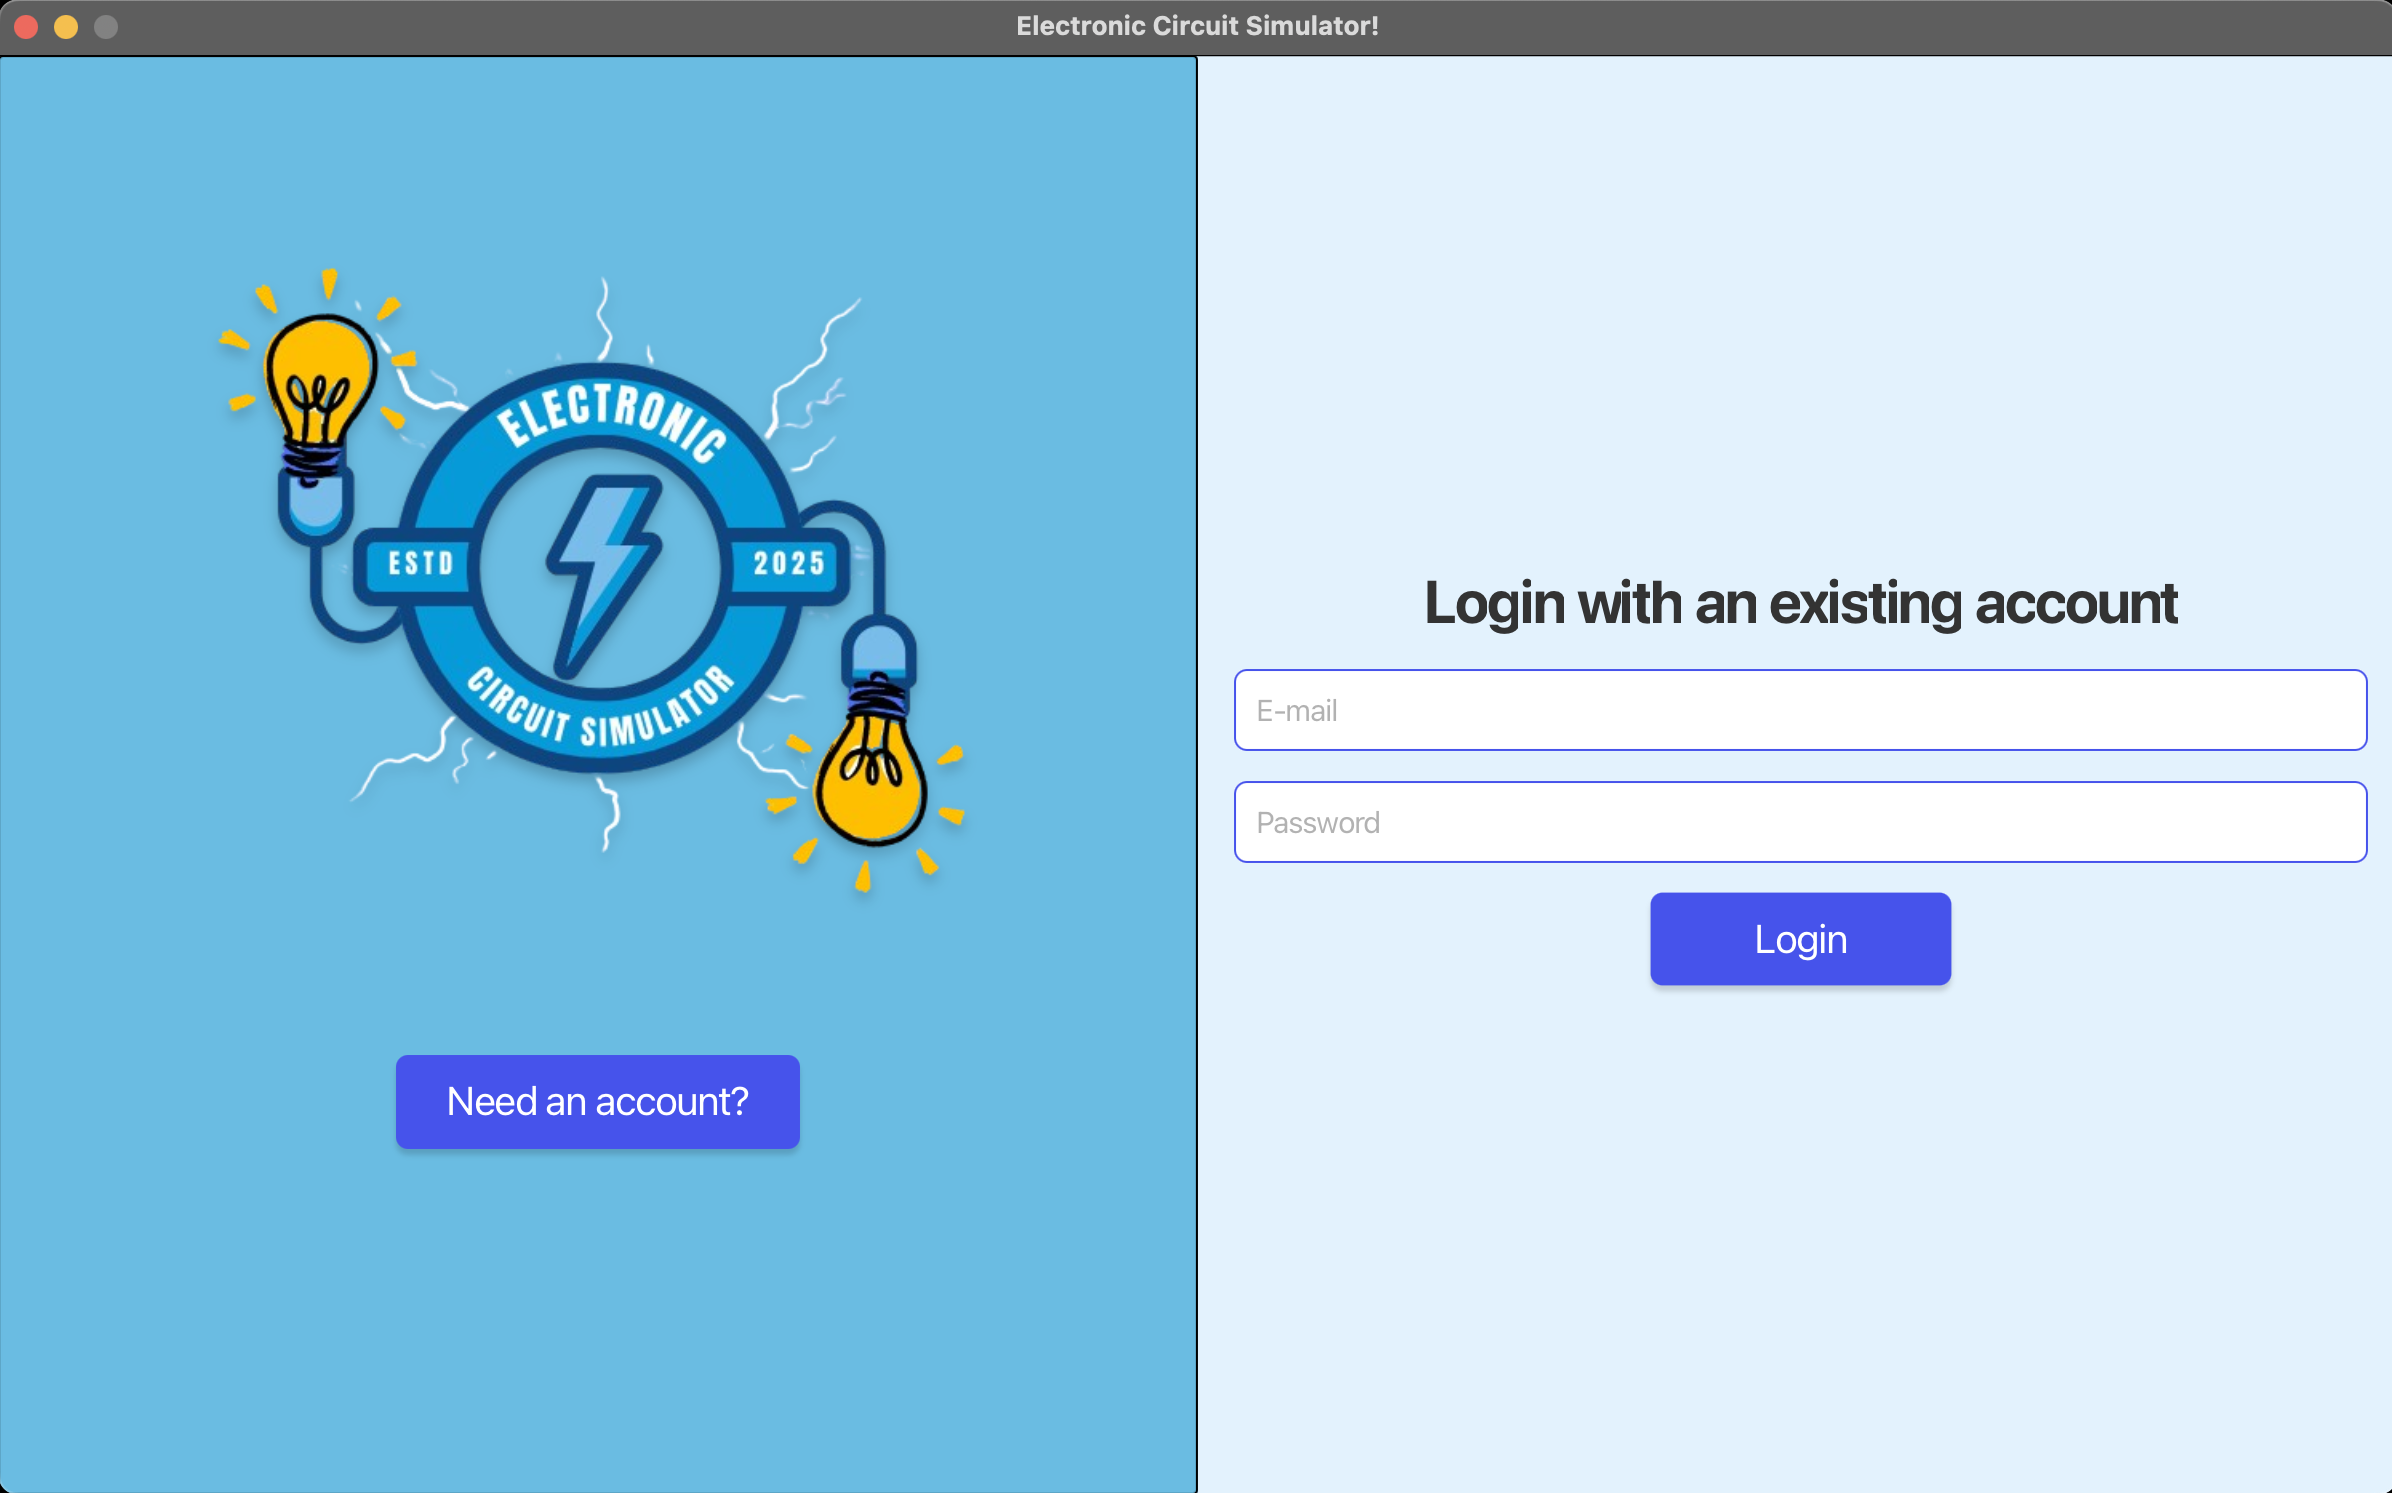 Electronic Circuit Simulator!
ELECTRONIC
ESTD
2025
CIRCUIT SIMULATOR
Need an account?
Login with an existing account
E-mail
Password
Login